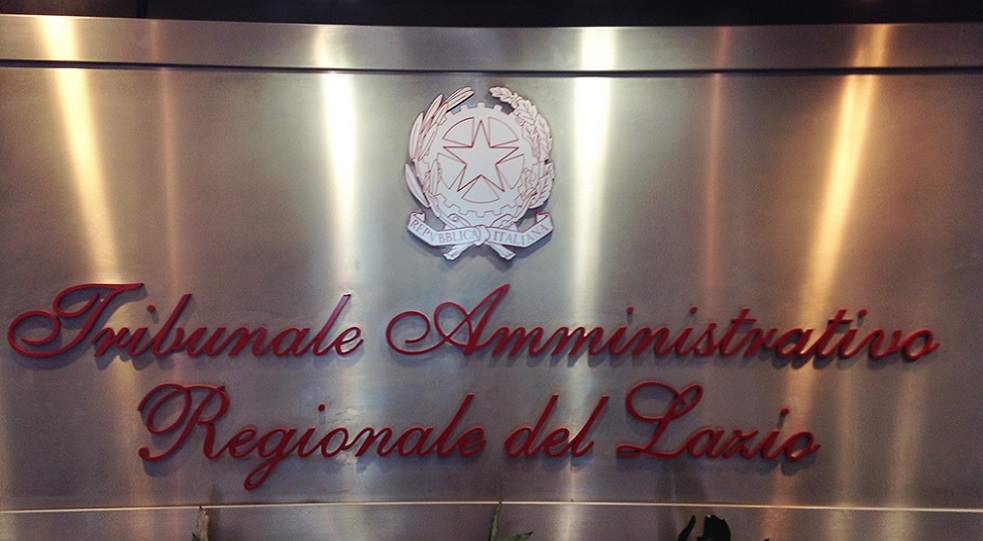 REPVBBLICA ITALIANA
Tribunale Amministrativo
Regionale del Lazio